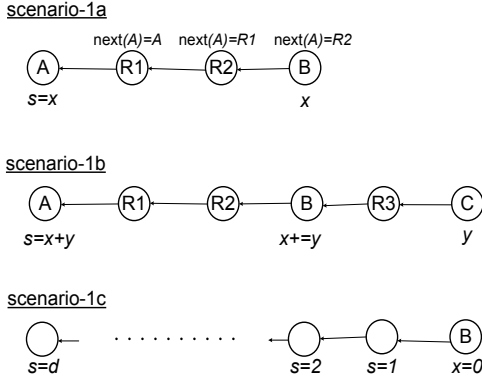 scenario-1a
next(A)=A next(A)=R1 next(A)=R2
A R1 R2 B
s=x x
scenario-1b
A R1 R2 B R3 C
s=x+y x+=y y
scenario-1c
. . . . . . . . . . B
s=d s=2 s=1 x=0